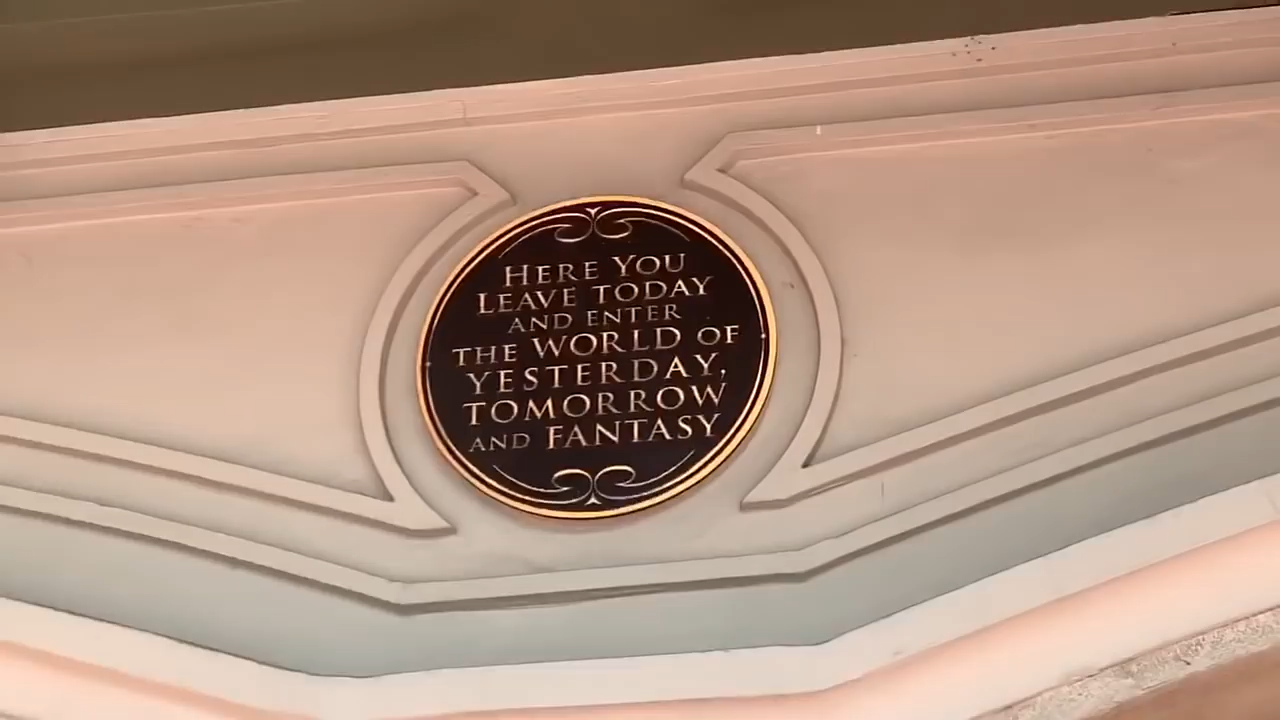 HERE YOU
LEAVE TODAY
AND ENTER
THE WORLD OF
YESTERDAY,
TOMORROW
AND FANTASY